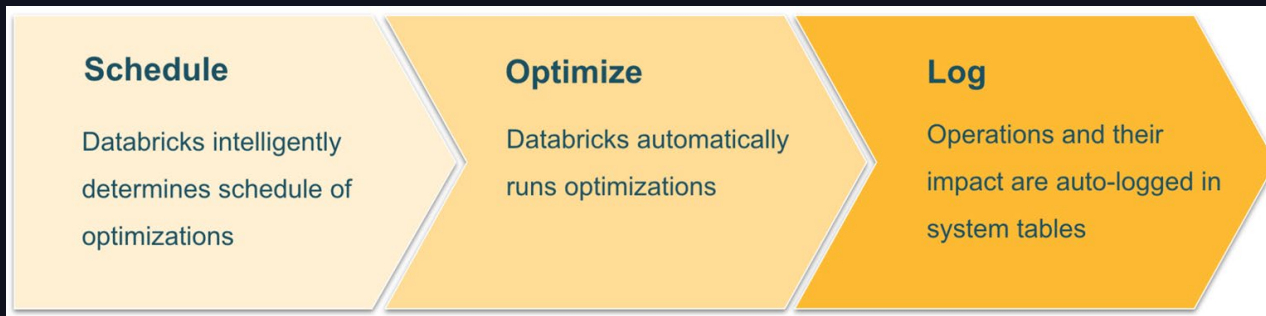 Schedule
Databricks intelligently
determines schedule of
optimizations
Optimize
Databricks automatically
runs optimizations
Log
Operations and their
impact are auto-logged in
system tables